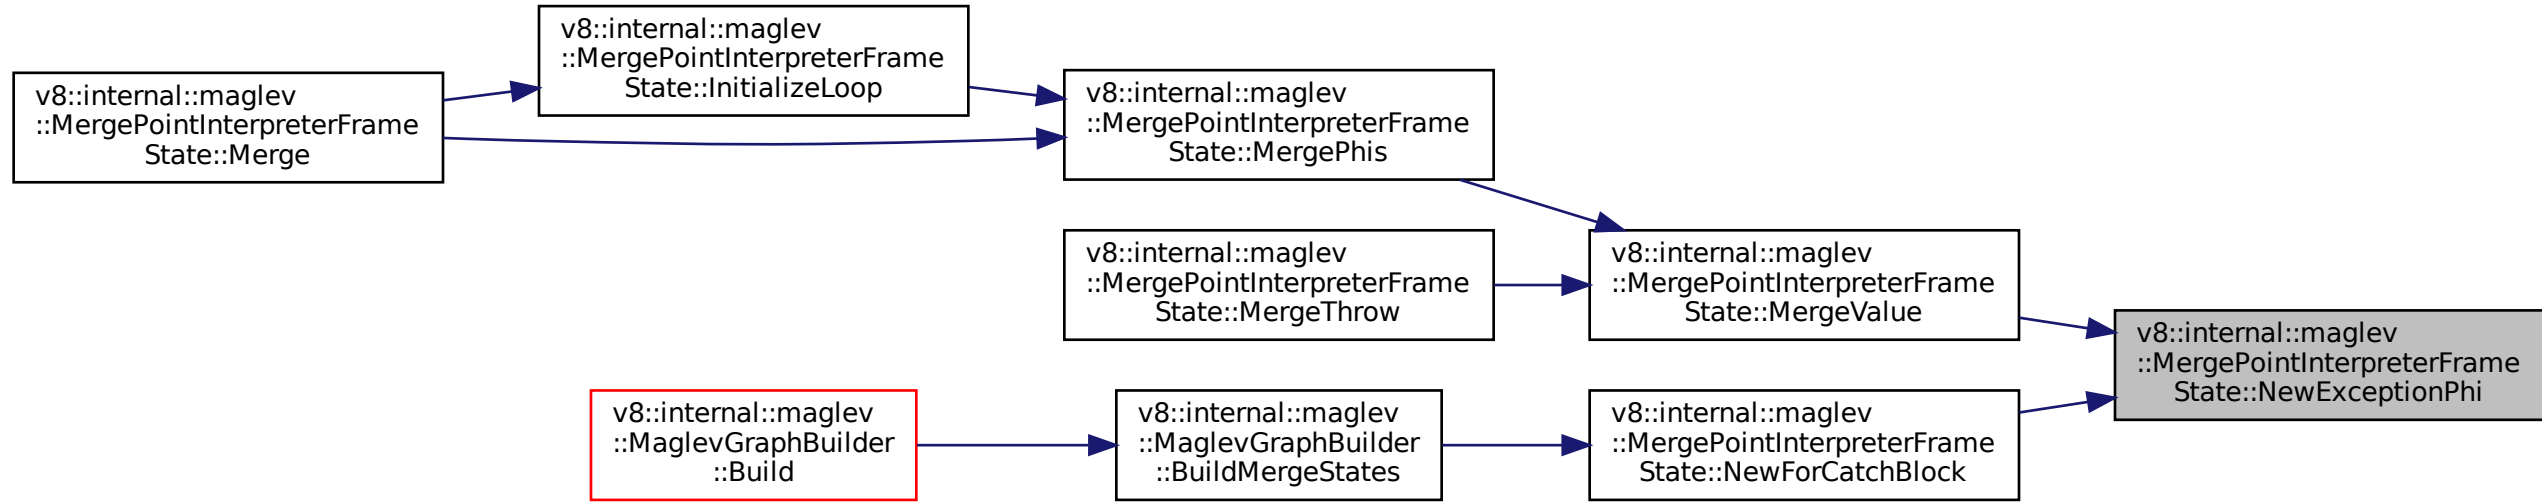 v8::internal::maglev
::MergePointInterpreterFrame
State::Merge
v8::internal::maglev
::MergePointInterpreterFrame
State::InitializeLoop
v8::internal::maglev
::MergePointInterpreterFrame
State::MergePhis
v8::internal::maglev
::MergePointInterpreterFrame
State::MergeThrow
v8::internal::maglev
::MergePointInterpreterFrame
State::MergeValue
v8::internal::maglev
::MergePointInterpreterFrame
State::NewExceptionPhi
v8::internal::maglev
::MaglevGraphBuilder
::Build
v8::internal::maglev
::MaglevGraphBuilder
::BuildMergeStates
v8::internal::maglev
::MergePointInterpreterFrame
State::NewForCatchBlock